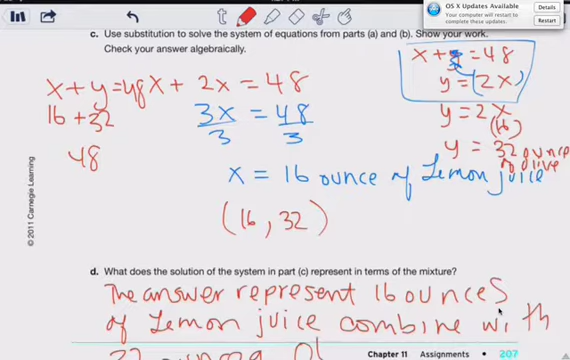 OS X Updates Available
Your computer will restart to complete these updates.
Details
Restart
c. Use substitution to solve the system of equations from parts (a) and (b). Show your work.
Check your answer algebraically.
= 48
y = (2x)
x + y = 48
16 + 32
48
x + 2x = 48
3x = 48
3 3
x = 16 ounce of Lemon juice
(16, 32)
y = 2x
(16)
y = 32 ounce
of olive
© 2011 Carnegie Learning
d. What does the solution of the system in part (c) represent in terms of the mixture?
The answer represent 16 ounces
of Lemon juice combine with
Chapter 11 Assignments • 207